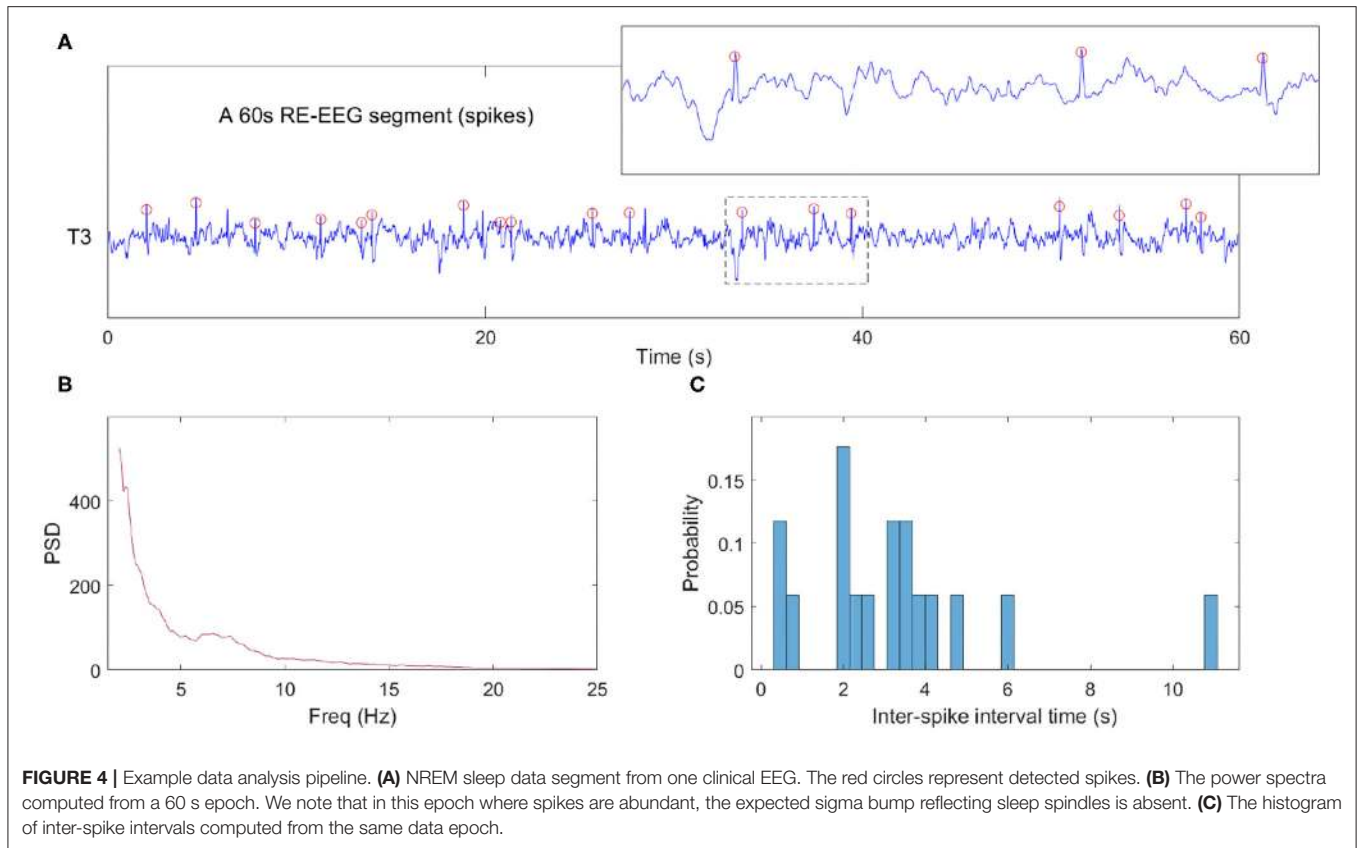 A
A 60s RE-EEG segment (spikes)
T3
0
20
40
60
Time (s)
B
C
400
200
0
PSD
5
10
15
20
25
Freq (Hz)
0.15
0.1
0.05
0
Probability
0
2
4
6
8
10
Inter-spike interval time (s)
FIGURE 4 | Example data analysis pipeline. (A) NREM sleep data segment from one clinical EEG. The red circles represent detected spikes. (B) The power spectra
computed from a 60 s epoch. We note that in this epoch where spikes are abundant, the expected sigma bump reflecting sleep spindles is absent. (C) The histogram
of inter-spike intervals computed from the same data epoch.